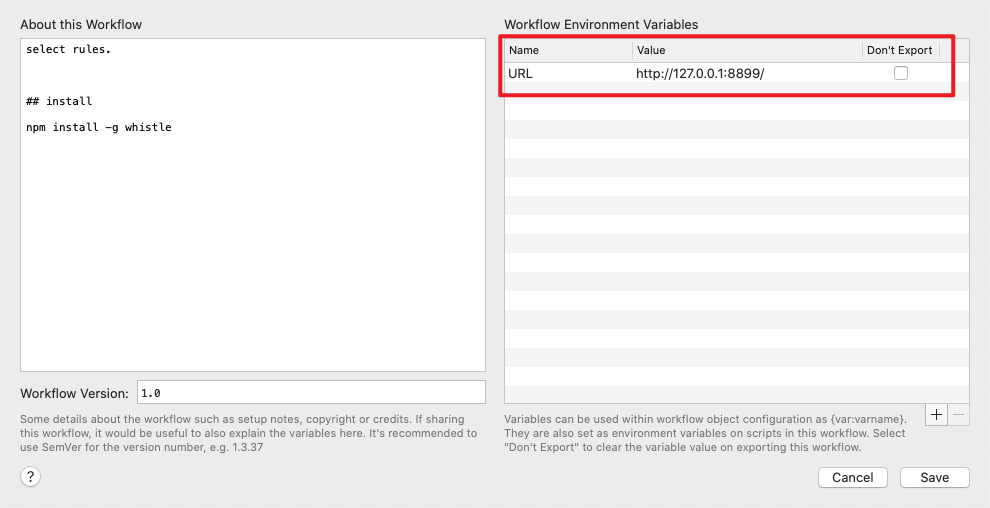 About this Workflow
select rules.
## install
npm install -g whistle
Workflow Version: 1.0
Some details about the workflow such as setup notes, copyright or credits. If sharing
this workflow, it would be useful to also explain the variables here. It's recommended to
use SemVer for the version number, e.g. 1.3.37
?
Workflow Environment Variables
Name Value Don't Export
URL http://127.0.0.1:8899/
+ −
Variables can be used within workflow object configuration as {var:varname}.
They are also set as environment variables on scripts in this workflow. Select
"Don't Export" to clear the variable value on exporting this workflow.
Cancel Save